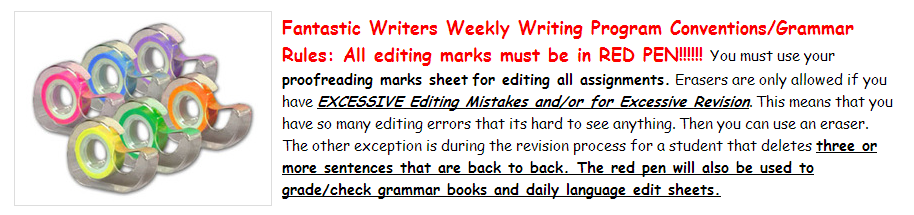 Fantastic Writers Weekly Writing Program Conventions/Grammar
Rules: All editing marks must be in RED PEN!!!!!! You must use your
proofreading marks sheet for editing all assignments. Erasers are only allowed if you
have EXCESSIVE Editing Mistakes and/or for Excessive Revision. This means that you
have so many editing errors that its hard to see anything. Then you can use an eraser.
The other exception is during the revision process for a student that deletes three or
more sentences that are back to back. The red pen will also be used to
grade/check grammar books and daily language edit sheets.